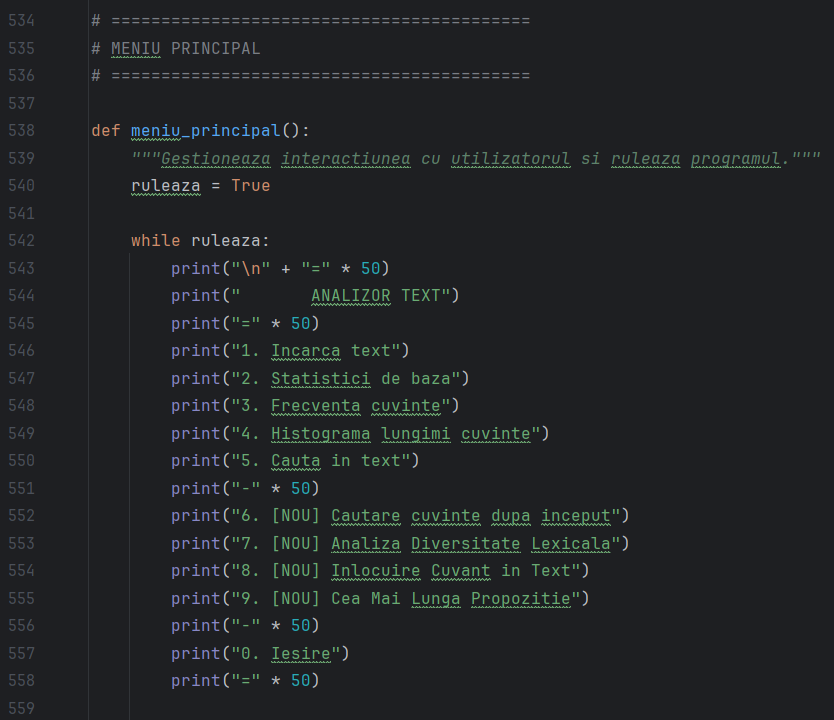 534 # ==========================================
535 # MENIU PRINCIPAL
536 # ==========================================
537
538 def meniu_principal():
539     """Gestioneaza interactiunea cu utilizatorul si ruleaza programul."""
540     ruleaza = True
541
542     while ruleaza:
543         print("\n" + "=" * 50)
544         print("       ANALIZOR TEXT")
545         print("=" * 50)
546         print("1. Incarca text")
547         print("2. Statistici de baza")
548         print("3. Frecventa cuvinte")
549         print("4. Histograma lungimi cuvinte")
550         print("5. Cauta in text")
551         print("-" * 50)
552         print("6. [NOU] Cautare cuvinte dupa inceput")
553         print("7. [NOU] Analiza Diversitate Lexicala")
554         print("8. [NOU] Inlocuire Cuvant in Text")
555         print("9. [NOU] Cea Mai Lunga Propozitie")
556         print("-" * 50)
557         print("0. Iesire")
558         print("=" * 50)
559